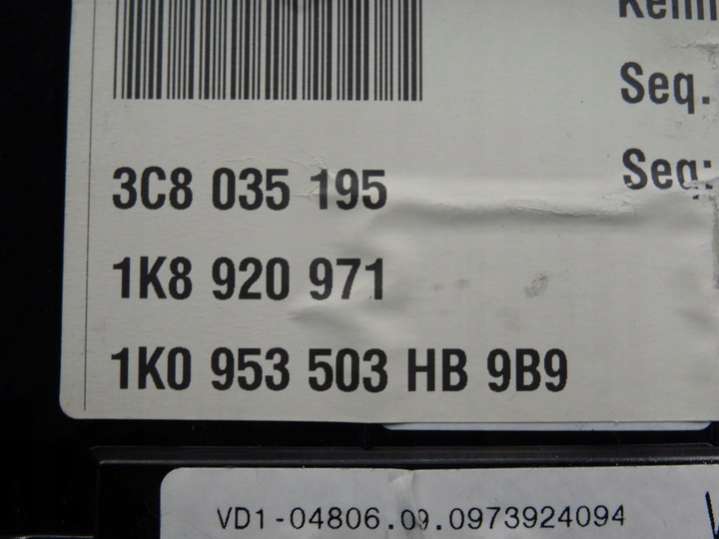 Seq.
Seq:
3C8 035 195
1K8 920 971
1K0 953 503 HB 9B9
VD1-04806.09.0973924094